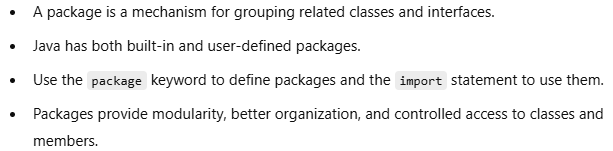 • A package is a mechanism for grouping related classes and interfaces.
• Java has both built-in and user-defined packages.
• Use the package keyword to define packages and the import statement to use them.
• Packages provide modularity, better organization, and controlled access to classes and
members.